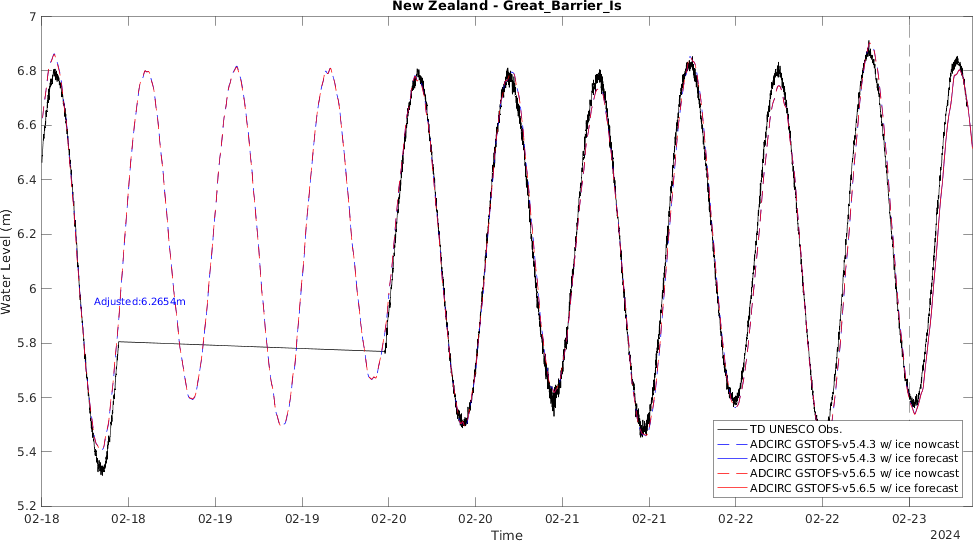 New Zealand - Great_Barrier_Is
7
6.8
6.6
6.4
6.2
6
5.8
5.6
5.4
5.2
Water Level (m)
Adjusted:6.2654m
TD UNESCO Obs.
ADCIRC GSTOFS-v5.4.3 w/ ice nowcast
ADCIRC GSTOFS-v5.4.3 w/ ice forecast
ADCIRC GSTOFS-v5.6.5 w/ ice nowcast
ADCIRC GSTOFS-v5.6.5 w/ ice forecast
02-18 02-18 02-19 02-19 02-20 02-20 02-21 02-21 02-22 02-22 02-23
Time
2024